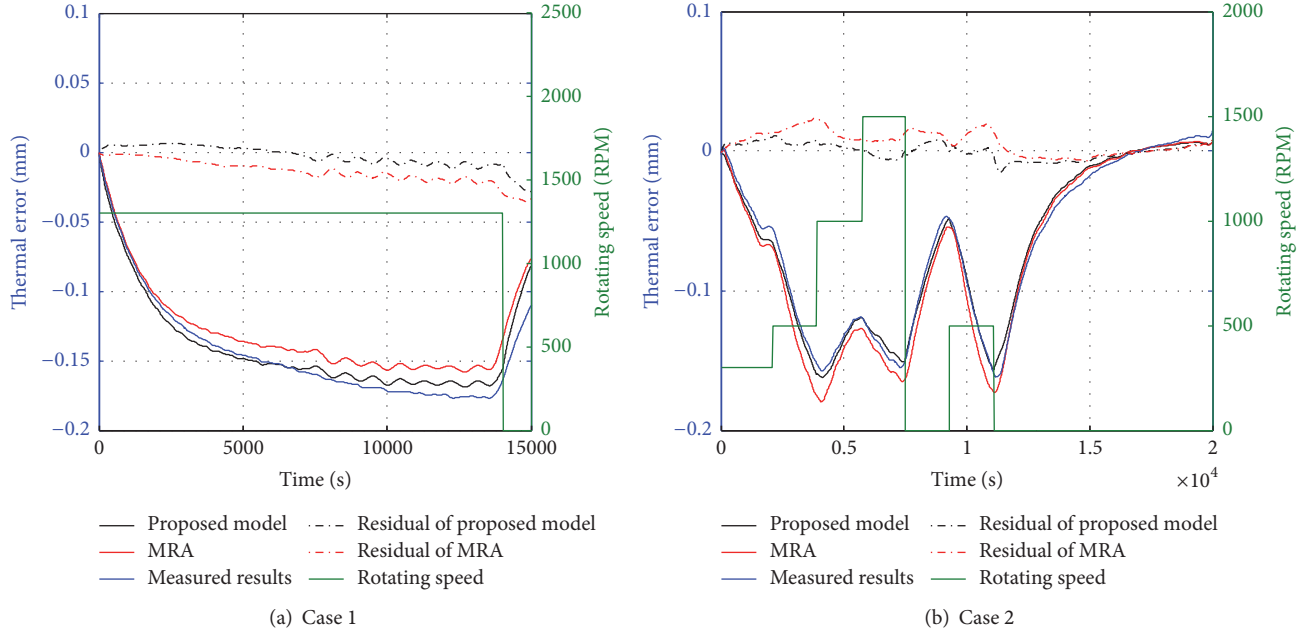 0.1
0.05
0
−0.05
−0.1
−0.15
−0.2
Thermal error (mm)
0
5000
10000
15000
Time (s)
2500
2000
1500
1000
500
0
Rotating speed (RPM)
Proposed model
MRA
Measured results
Residual of proposed model
Residual of MRA
Rotating speed
(a) Case 1
0.1
0
−0.1
−0.2
Thermal error (mm)
0
0.5
1
1.5
2
×10⁴
Time (s)
2000
1500
1000
500
0
Rotating speed (RPM)
Proposed model
MRA
Measured results
Residual of proposed model
Residual of MRA
Rotating speed
(b) Case 2